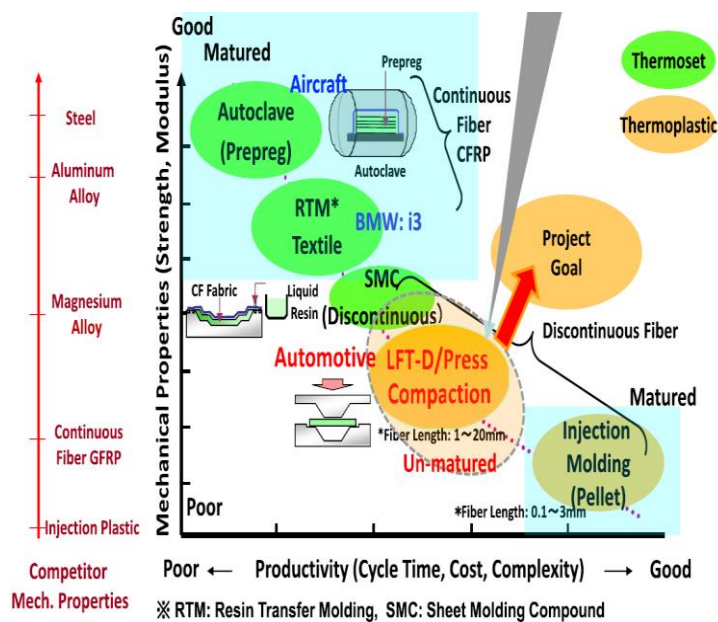 Good
Matured
Thermoset
Thermoplastic
Mechanical Properties (Strength, Modulus)
Steel
Aluminum
Alloy
Magnesium
Alloy
Continuous
Fiber GFRP
Injection Plastic
Competitor
Mech. Properties
Aircraft
Prepreg
Autoclave
Autoclave
(Prepreg)
Continuous
Fiber
CFRP
RTM*
Textile
BMW: i3
Project
Goal
SMC
(Discontinuous)
CF Fabric
Liquid
Resin
Discontinuous Fiber
Automotive
LFT-D/Press
Compaction
*Fiber Length: 1~20mm
Un-matured
Matured
Injection
Molding
(Pellet)
*Fiber Length: 0.1~3mm
Poor
Poor ← Productivity (Cycle Time, Cost, Complexity) → Good
※ RTM: Resin Transfer Molding, SMC: Sheet Molding Compound